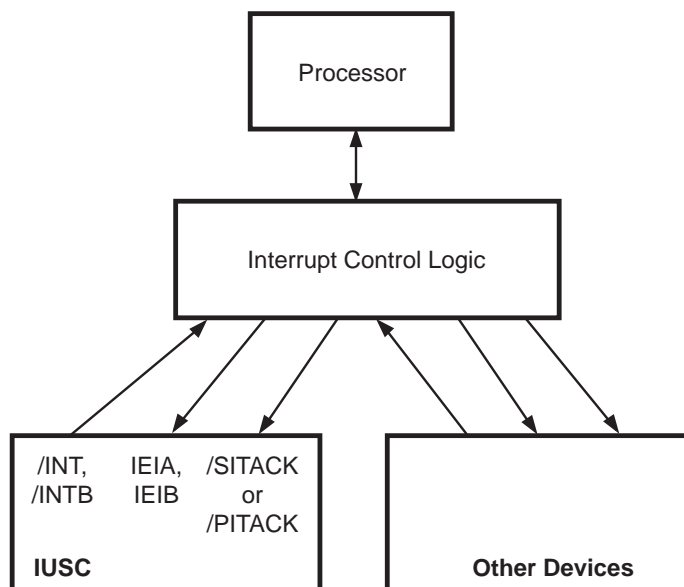 Processor
Interrupt Control Logic
/INT, IEIA, /SITACK
/INTB IEIB or
/PITACK
IUSC Other Devices